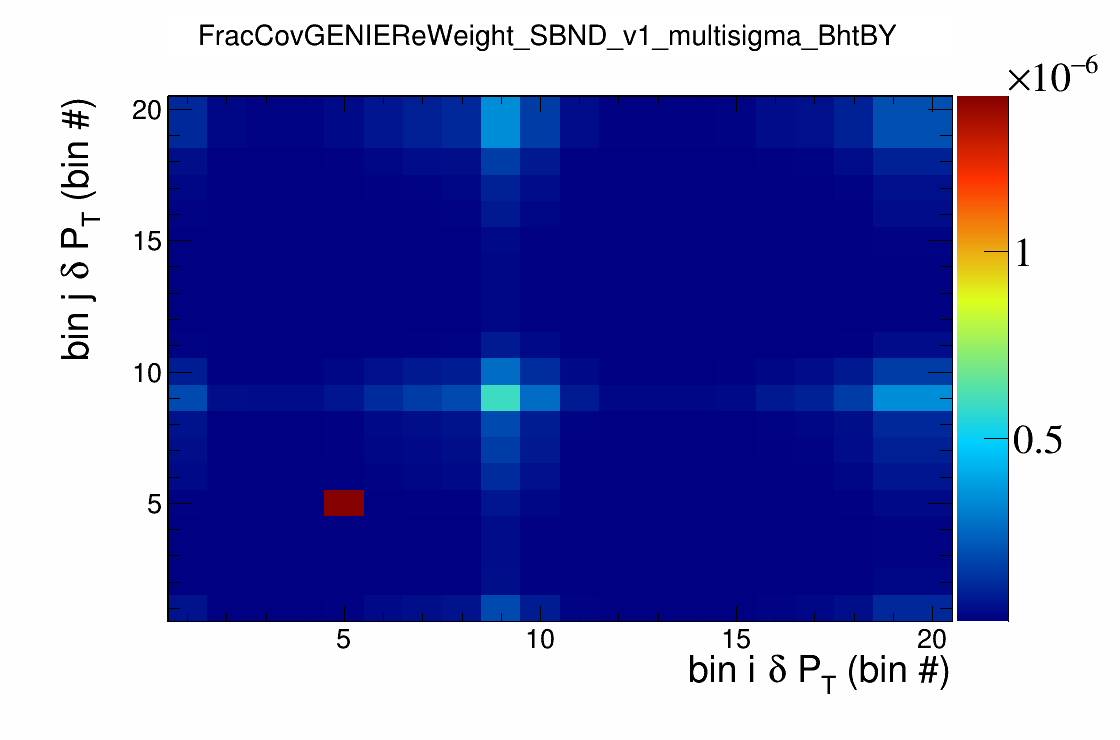 FracCovGENIEReWeight_SBND_v1_multisigma_BhtBY
×10⁻⁶
bin j δ P_T (bin #)
20
15
10
5
1
0.5
5 10 15 20
bin i δ P_T (bin #)